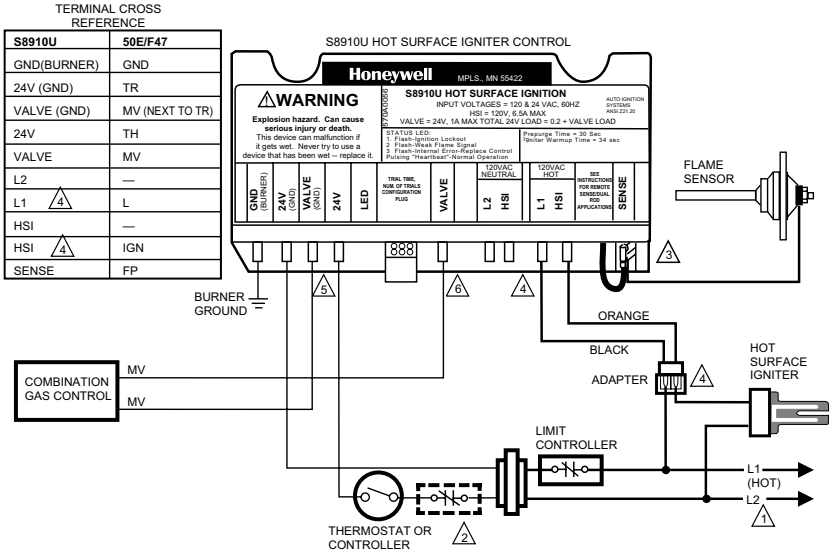 TERMINAL CROSS
REFERENCE
S8910U 50E/F47
GND(BURNER) GND
24V (GND) TR
VALVE (GND) MV (NEXT TO TR)
24V TH
VALVE MV
L2 —
L1 4 L
HSI —
HSI 4 IGN
SENSE FP
S8910U HOT SURFACE IGNITER CONTROL
Honeywell MPLS., MN 55422
WARNING
Explosion hazard. Can cause
serious injury or death.
This device can malfunction if
it gets wet. Never try to use a
device that has been wet -- replace it.
S8910U HOT SURFACE IGNITION
INPUT VOLTAGES = 120 & 24 VAC, 60HZ
HSI = 120V, 6.5A MAX
VALVE = 24V, 1A MAX TOTAL 24V LOAD = 0.2 + VALVE LOAD
AUTO IGNITION
SYSTEMS
ANSI Z21.20
STATUS LED:
1. Flash-Ignition Lockout
2 Flash-Weak Flame Signal
3 Flash-Internal Error-Replace Control
Pulsing "Heartbeat"-Normal Operation
Prepurge Time = 30 Sec
Igniter Warmup Time = 34 sec
GND
(BURNER)
24V
(GND)
VALVE
(GND)
24V
LED
TRIAL TIME,
NUM. OF TRIALS
CONFIGURATION
PLUG
VALVE
120VAC
NEUTRAL
L2
HSI
120VAC
HOT
L1
HSI
SEE
INSTRUCTIONS
FOR REMOTE
SENSE/DUAL
ROD
APPLICATIONS
SENSE
FLAME
SENSOR
3
5
6
4
BURNER
GROUND
ORANGE
BLACK
ADAPTER
4
HOT
SURFACE
IGNITER
COMBINATION
GAS CONTROL
MV
MV
LIMIT
CONTROLLER
L1
(HOT)
L2
1
2
THERMOSTAT OR
CONTROLLER